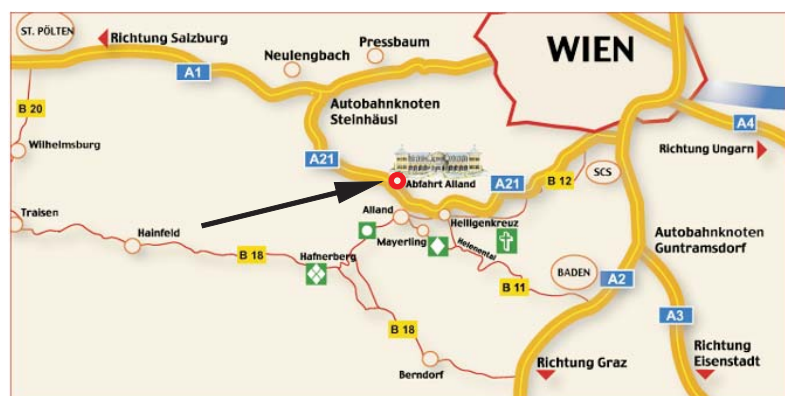 ST. PÖLTEN
Richtung Salzburg
A1
Neulengbach
Pressbaum
WIEN
B 20
Autobahnknoten
Steinhäusl
A4
Wilhelmsburg
A21
Richtung Ungarn
Abfahrt Alland
A21
B 12
SCS
Traisen
Hainfeld
Alland
Heiligenkreuz
Mayerling
Helenental
Autobahnknoten
Guntramsdorf
B 18
Hafnerberg
BADEN
A2
B 11
A3
B 18
Berndorf
Richtung Graz
Richtung
Eisenstadt